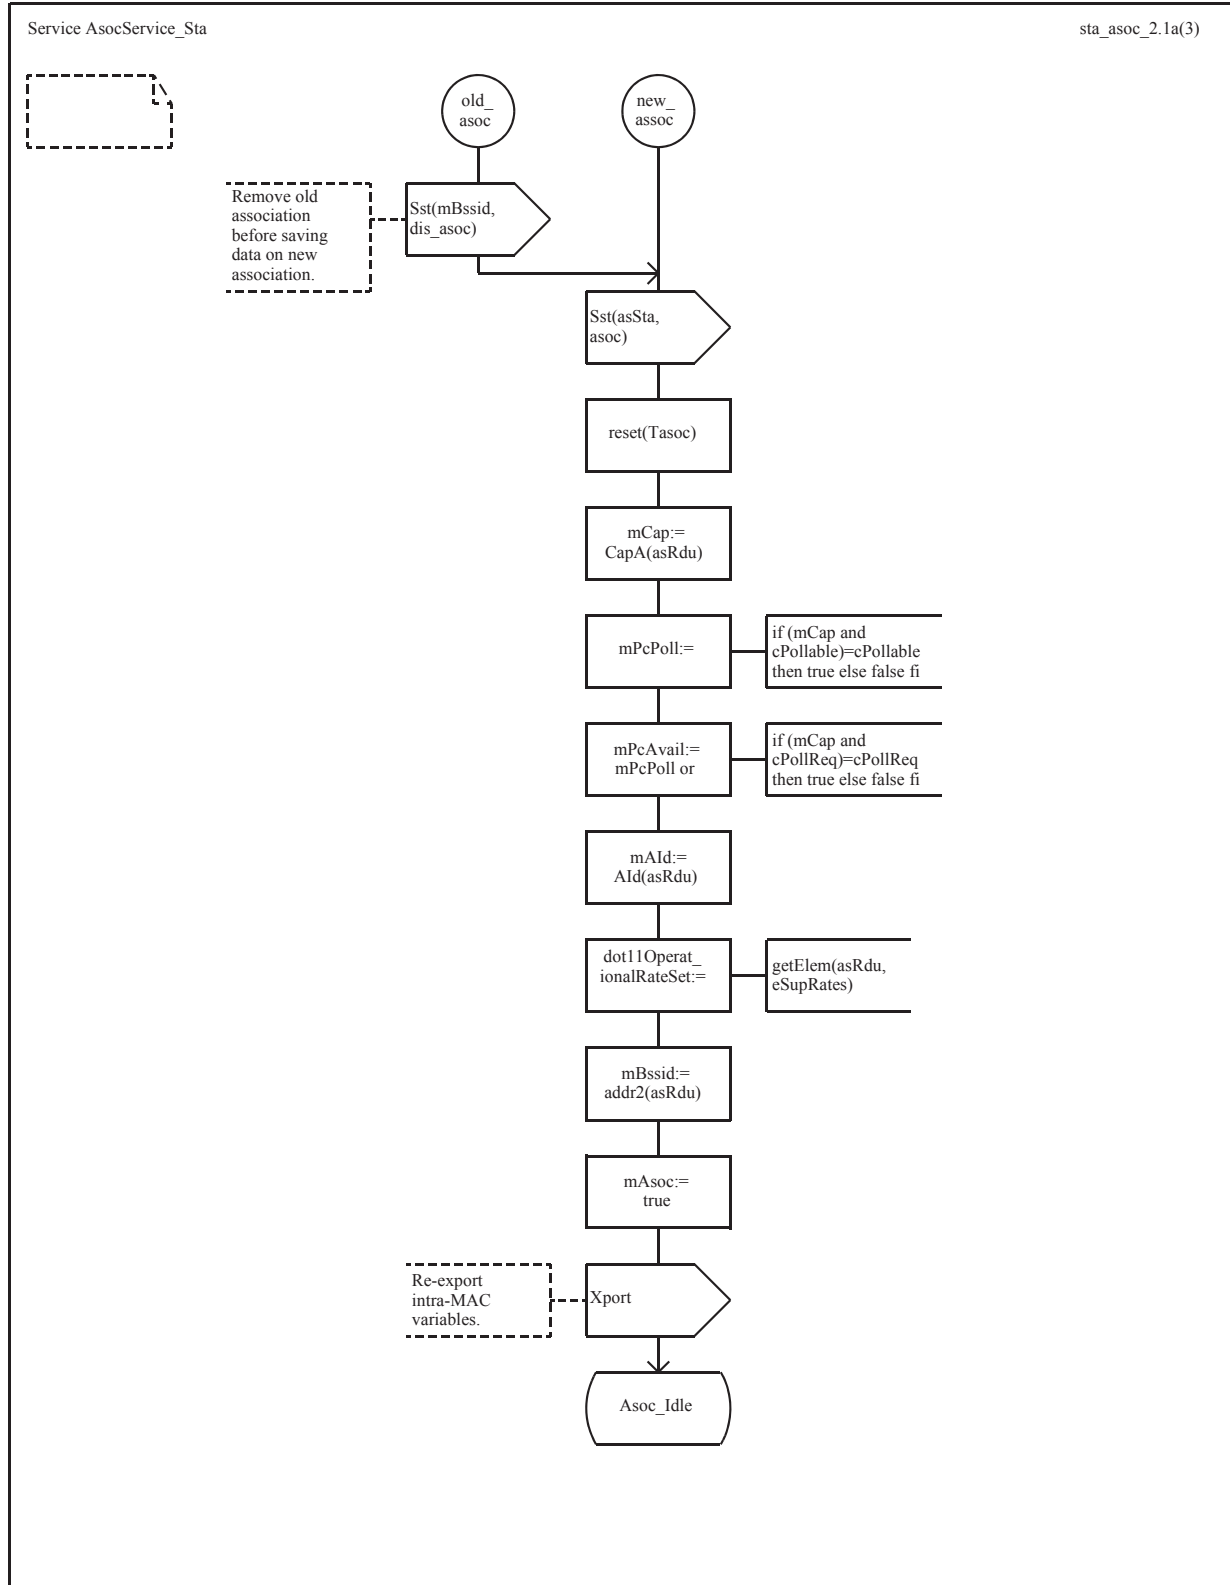 Service AsocService_Sta
sta_asoc_2.1a(3)
old_
asoc
new_
assoc
Remove old
association
before saving
data on new
association.
Sst(mBssid,
dis_asoc)
Sst(asSta,
asoc)
reset(Tasoc)
mCap:=
CapA(asRdu)
mPcPoll:=
if (mCap and
cPollable)=cPollable
then true else false fi
mPcAvail:=
mPcPoll or
if (mCap and
cPollReq)=cPollReq
then true else false fi
mAId:=
AId(asRdu)
dot11Operat_
ionalRateSet:=
getElem(asRdu,
eSupRates)
mBssid:=
addr2(asRdu)
mAsoc:=
true
Re-export
intra-MAC
variables.
Xport
Asoc_Idle